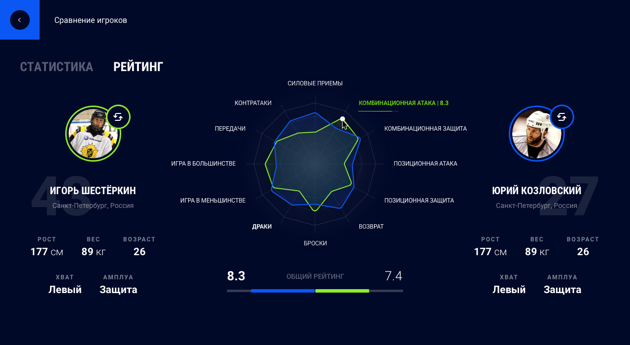 Сравнение игроков
СТАТИСТИКА РЕЙТИНГ
СИЛОВЫЕ ПРИЕМЫ
КОНТРАТАКИ
КОМБИНАЦИОННАЯ АТАКА | 8.3
ПЕРЕДАЧИ
КОМБИНАЦИОННАЯ ЗАЩИТА
ИГРА В БОЛЬШИНСТВЕ
ПОЗИЦИОННАЯ АТАКА
ИГРА В МЕНЬШИНСТВЕ
ПОЗИЦИОННАЯ ЗАЩИТА
ДРАКИ
ВОЗВРАТ
БРОСКИ
8.3 ОБЩИЙ РЕЙТИНГ 7.4
ИГОРЬ ШЕСТЁРКИН
Санкт-Петербург, Россия
РОСТ ВЕС ВОЗРАСТ
177 СМ 89 КГ 26
ХВАТ АМПЛУА
Левый Защита
27
ЮРИЙ КОЗЛОВСКИЙ
Санкт-Петербург, Россия
РОСТ ВЕС ВОЗРАСТ
177 СМ 89 КГ 26
ХВАТ АМПЛУА
Левый Защита